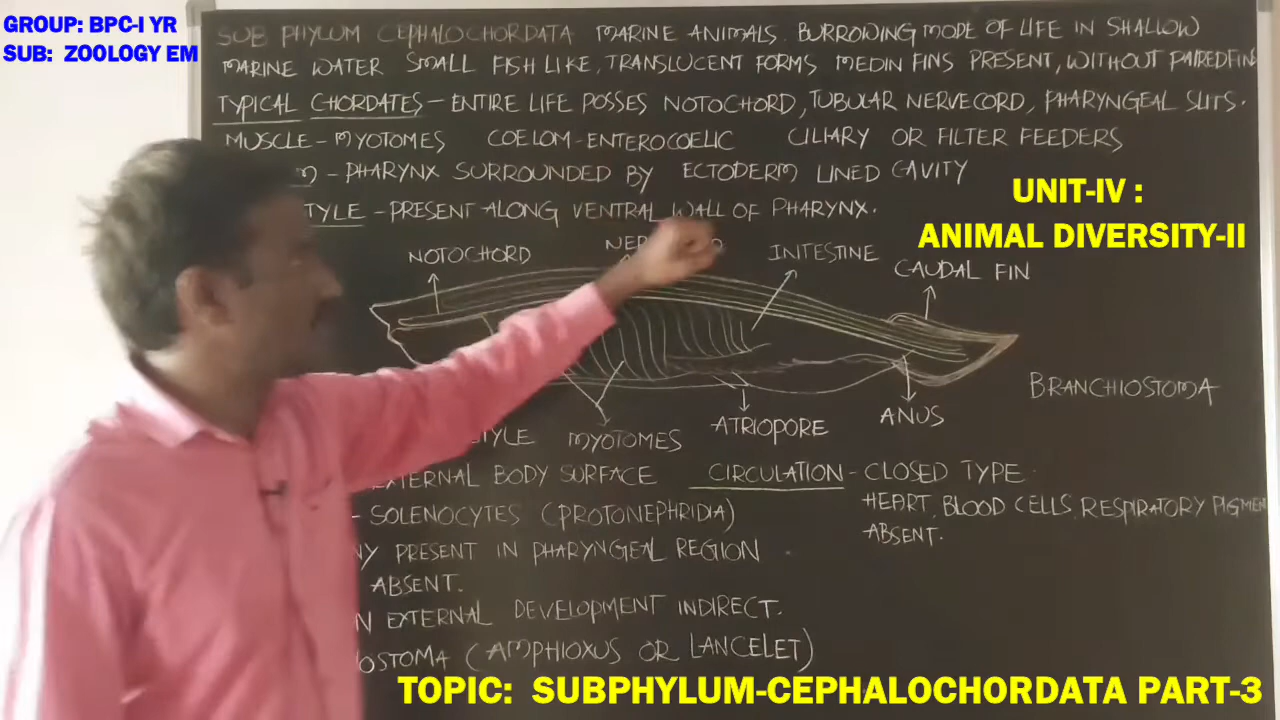 GROUP: BPC-I YR
SUB: ZOOLOGY EM
SUB PHYLUM CEPHALOCHORDATA MARINE ANIMALS. BURROWING MODE OF LIFE IN SHALLOW
MARINE WATER SMALL FISH LIKE, TRANSLUCENT FORMS MEDIN FINS PRESENT, WITHOUT PAIREDFINS
TYPICAL CHORDATES - ENTIRE LIFE POSSES NOTOCHORD, TUBULAR NERVECORD, PHARYNGEAL SLITS.
MUSCLE - MYOTOMES COELOM - ENTEROCOELIC CILIARY OR FILTER FEEDERS
- PHARYNX SURROUNDED BY ECTODERM LINED CAVITY
TYLE - PRESENT ALONG VENTRAL WALL OF PHARYNX.
UNIT-IV :
ANIMAL DIVERSITY-II
NOTOCHORD INTESTINE CAUDAL FIN
BRANCHIOSTOMA
TYLE MYOTOMES ATRIOPORE ANUS
EXTERNAL BODY SURFACE CIRCULATION - CLOSED TYPE
- SOLENOCYTES (PROTONEPHRIDIA) HEART, BLOOD CELLS, RESPIRATORY PIGMEN
ABSENT.
NY PRESENT IN PHARYNGEAL REGION
ABSENT.
N EXTERNAL DEVELOPMENT INDIRECT.
OSTOMA (AMPHIOXUS OR LANCELET)
TOPIC: SUBPHYLUM-CEPHALOCHORDATA PART-3